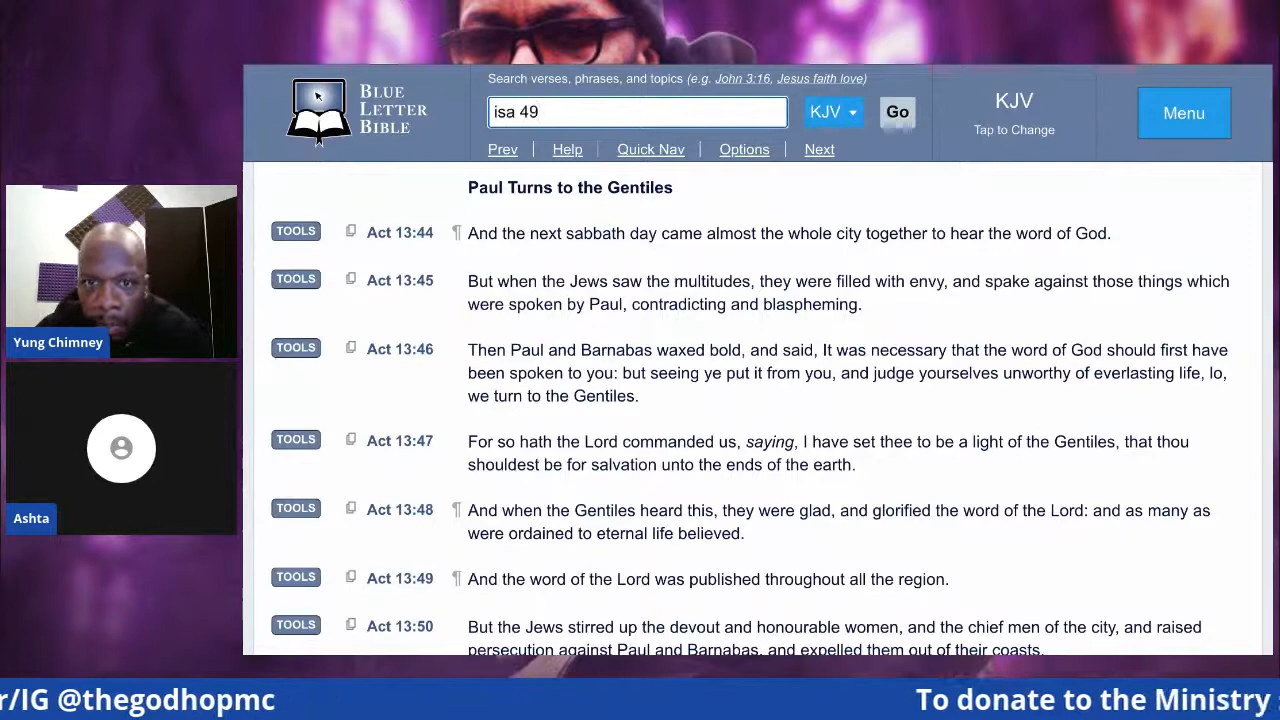 Search verses, phrases, and topics (e.g. John 3:16, Jesus faith love)
BLUE
LETTER
BIBLE
isa 49
KJV
Go
KJV
Tap to Change
Menu
Prev
Help
Quick Nav
Options
Next
Paul Turns to the Gentiles
TOOLS Act 13:44 ¶ And the next sabbath day came almost the whole city together to hear the word of God.
TOOLS Act 13:45 But when the Jews saw the multitudes, they were filled with envy, and spake against those things which
were spoken by Paul, contradicting and blaspheming.
TOOLS Act 13:46 Then Paul and Barnabas waxed bold, and said, It was necessary that the word of God should first have
been spoken to you: but seeing ye put it from you, and judge yourselves unworthy of everlasting life, lo,
we turn to the Gentiles.
TOOLS Act 13:47 For so hath the Lord commanded us, saying, I have set thee to be a light of the Gentiles, that thou
shouldest be for salvation unto the ends of the earth.
TOOLS Act 13:48 ¶ And when the Gentiles heard this, they were glad, and glorified the word of the Lord: and as many as
were ordained to eternal life believed.
TOOLS Act 13:49 ¶ And the word of the Lord was published throughout all the region.
TOOLS Act 13:50 But the Jews stirred up the devout and honourable women, and the chief men of the city, and raised
persecution against Paul and Barnabas, and expelled them out of their coasts.
Yung Chimney
Ashta
r/IG @thegodhopmc
To donate to the Ministry